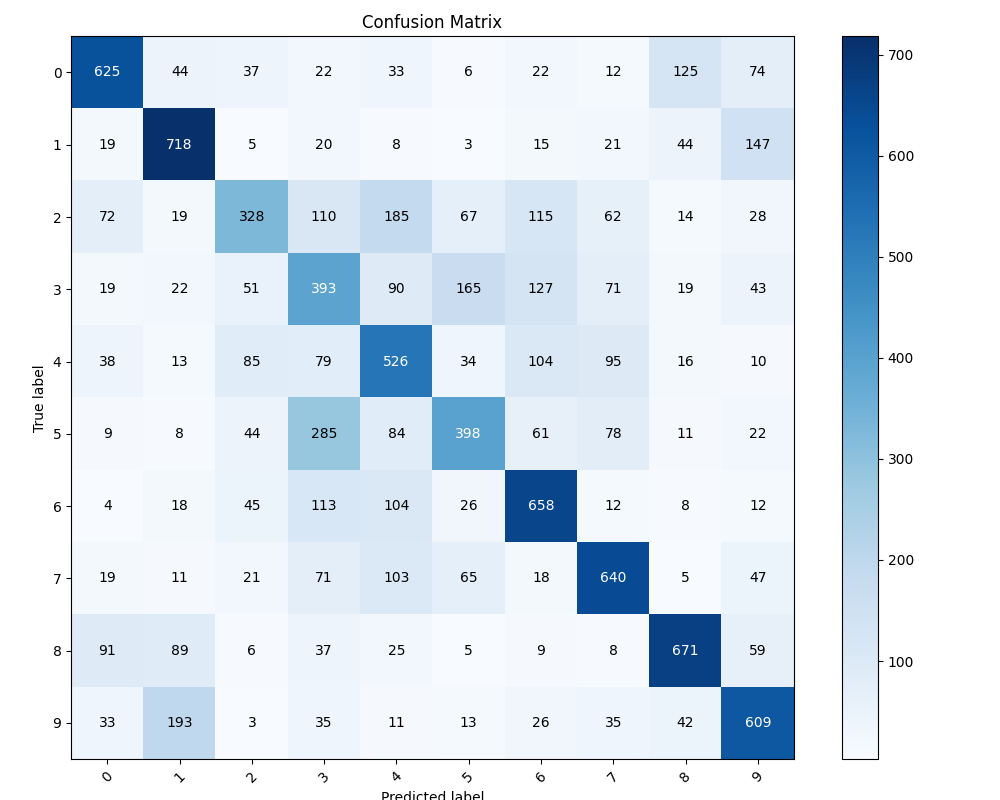 Confusion Matrix
0 625 44 37 22 33 6 22 12 125 74
1 19 718 5 20 8 3 15 21 44 147
2 72 19 328 110 185 67 115 62 14 28
3 19 22 51 393 90 165 127 71 19 43
4 38 13 85 79 526 34 104 95 16 10
5 9 8 44 285 84 398 61 78 11 22
6 4 18 45 113 104 26 658 12 8 12
7 19 11 21 71 103 65 18 640 5 47
8 91 89 6 37 25 5 9 8 671 59
9 33 193 3 35 11 13 26 35 42 609
0 1 2 3 4 5 6 7 8 9
True label
Predicted label
700
600
500
400
300
200
100